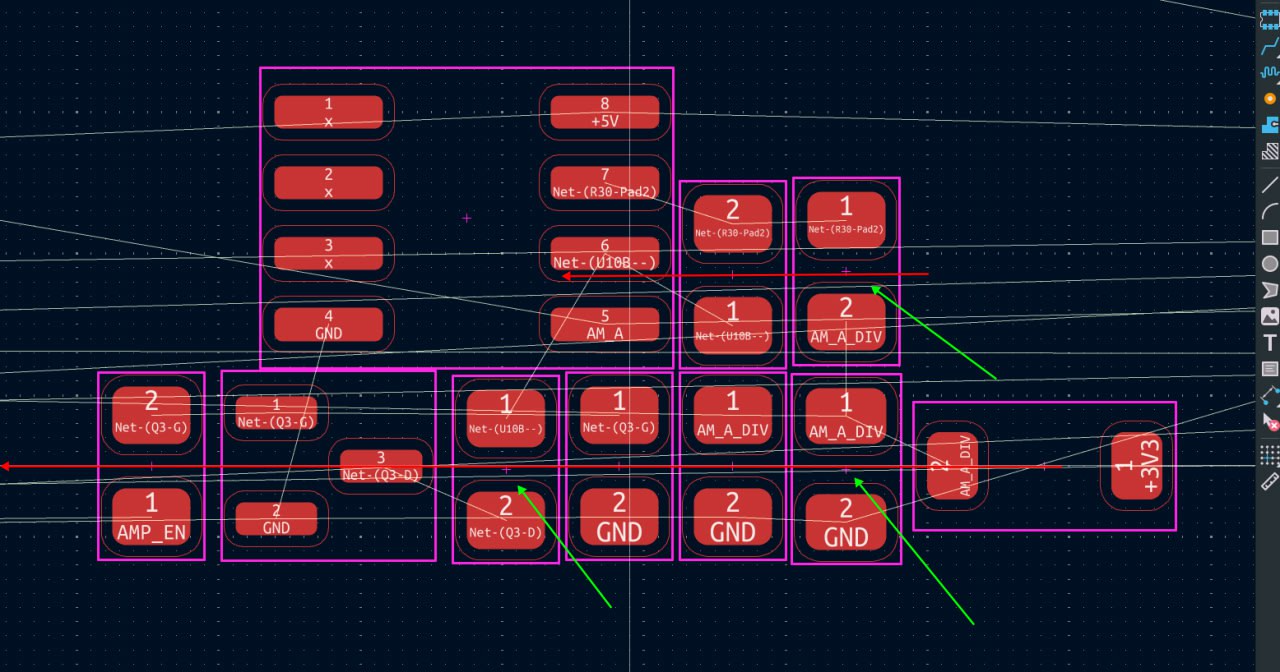 1
x
8
+5V
2
x
7
Net-(R30-Pad2)
2
Net-(R30-Pad2)
1
Net-(R30-Pad2)
3
x
6
Net-(U10B--)
4
GND
5
AM_A
1
Net-(U10B--)
2
AM_A_DIV
2
Net-(Q3-G)
1
Net-(Q3-G)
1
Net-(U10B--)
1
Net-(Q3-G)
1
AM_A_DIV
1
AM_A_DIV
3
Net-(Q3-D)
2
AM_A_DIV
1
+3V3
1
AMP_EN
2
GND
2
Net-(Q3-D)
2
GND
2
GND
2
GND
T